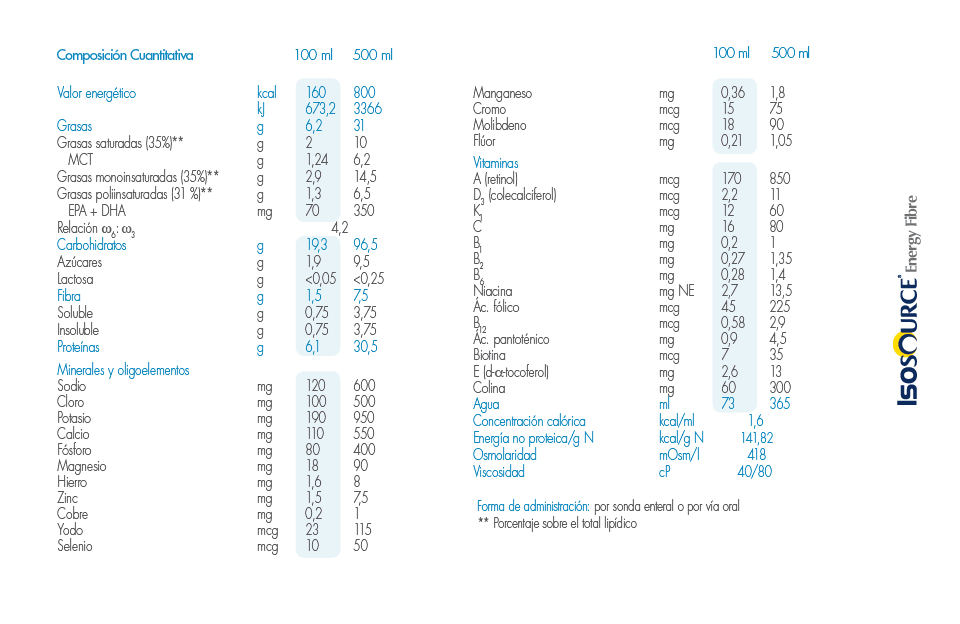 Composición Cuantitativa 100 ml 500 ml
Valor energético kcal 160 800
kJ 673,2 3366
Grasas g 6,2 31
Grasas saturadas (35%)** g 2 10
MCT g 1,24 6,2
Grasas monoinsaturadas (35%)** g 2,9 14,5
Grasas poliinsaturadas (31 %)** g 1,3 6,5
EPA + DHA mg 70 350
Relación ω6: ω3 4,2
Carbohidratos g 19,3 96,5
Azúcares g 1,9 9,5
Lactosa g <0,05 <0,25
Fibra g 1,5 7,5
Soluble g 0,75 3,75
Insoluble g 0,75 3,75
Proteínas g 6,1 30,5
Minerales y oligoelementos
Sodio mg 120 600
Cloro mg 100 500
Potasio mg 190 950
Calcio mg 110 550
Fósforo mg 80 400
Magnesio mg 18 90
Hierro mg 1,6 8
Zinc mg 1,5 7,5
Cobre mg 0,2 1
Yodo mcg 23 115
Selenio mcg 10 50
100 ml 500 ml
Manganeso mg 0,36 1,8
Cromo mcg 15 75
Molibdeno mcg 18 90
Flúor mg 0,21 1,05
Vitaminas
A (retinol) mcg 170 850
D3 (colecalciferol) mcg 2,2 11
K1 mcg 12 60
C mg 16 80
B1 mg 0,2 1
B2 mg 0,27 1,35
B6 mg 0,28 1,4
Niacina mg NE 2,7 13,5
Ác. fólico mcg 45 225
B12 mcg 0,58 2,9
Ác. pantoténico mg 0,9 4,5
Biotina mcg 7 35
E (d-α-tocoferol) mg 2,6 13
Colina mg 60 300
Agua ml 73 365
Concentración calórica kcal/ml 1,6
Energía no proteica/g N kcal/g N 141,82
Osmolaridad mOsm/l 418
Viscosidad cP 40/80
Forma de administración: por sonda enteral o por vía oral
** Porcentaje sobre el total lipídico
ISOSOURCE* Energy Fibre